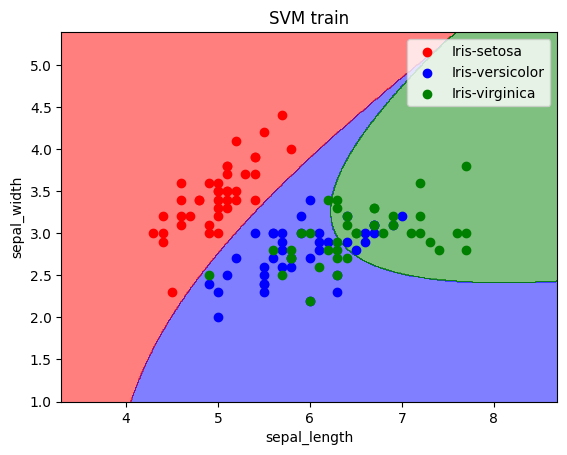 SVM train
Iris-setosa
Iris-versicolor
Iris-virginica
sepal_width
5.0
4.5
4.0
3.5
3.0
2.5
2.0
1.5
1.0
4
5
6
7
8
sepal_length